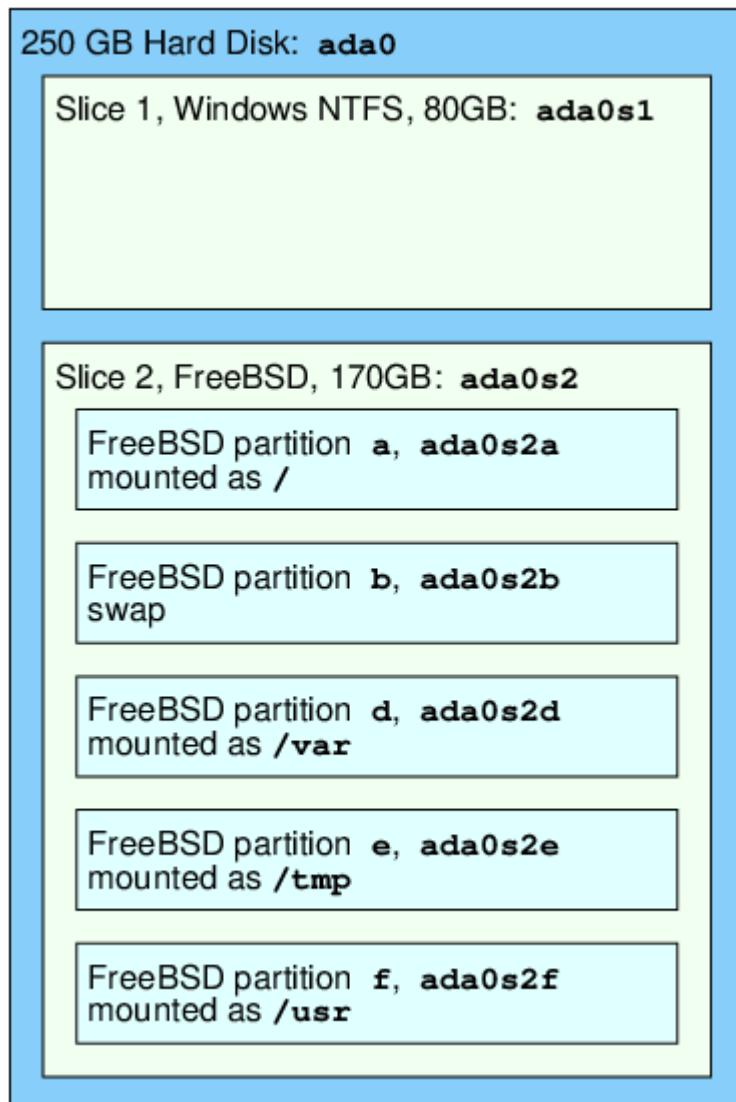 250 GB Hard Disk: ada0
Slice 1, Windows NTFS, 80GB: ada0s1
Slice 2, FreeBSD, 170GB: ada0s2
FreeBSD partition a, ada0s2a
mounted as /
FreeBSD partition b, ada0s2b
swap
FreeBSD partition d, ada0s2d
mounted as /var
FreeBSD partition e, ada0s2e
mounted as /tmp
FreeBSD partition f, ada0s2f
mounted as /usr